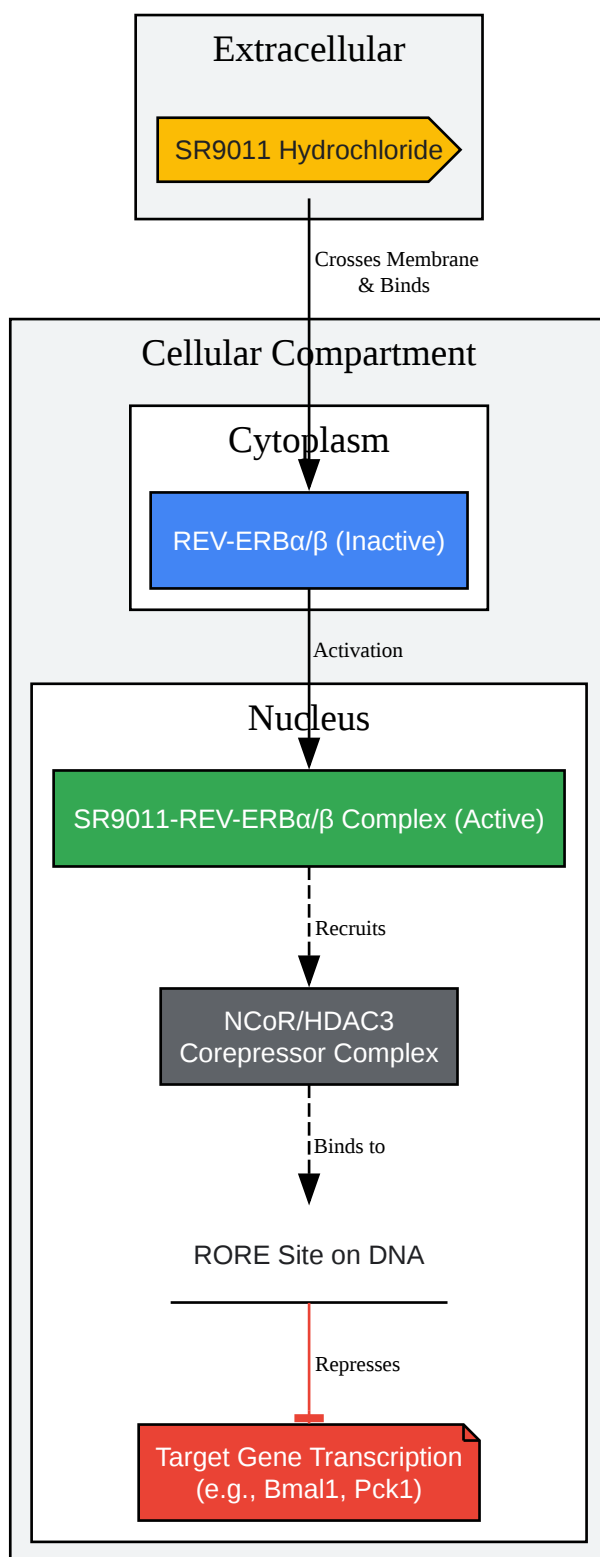 Extracellular
SR9011 Hydrochloride
Crosses Membrane
& Binds
Cellular Compartment
Cytoplasm
REV-ERBα/β (Inactive)
Activation
Nucleus
SR9011-REV-ERBα/β Complex (Active)
Recruits
NCoR/HDAC3
Corepressor Complex
Binds to
RORE Site on DNA
Represses
Target Gene Transcription
(e.g., Bmal1, Pck1)